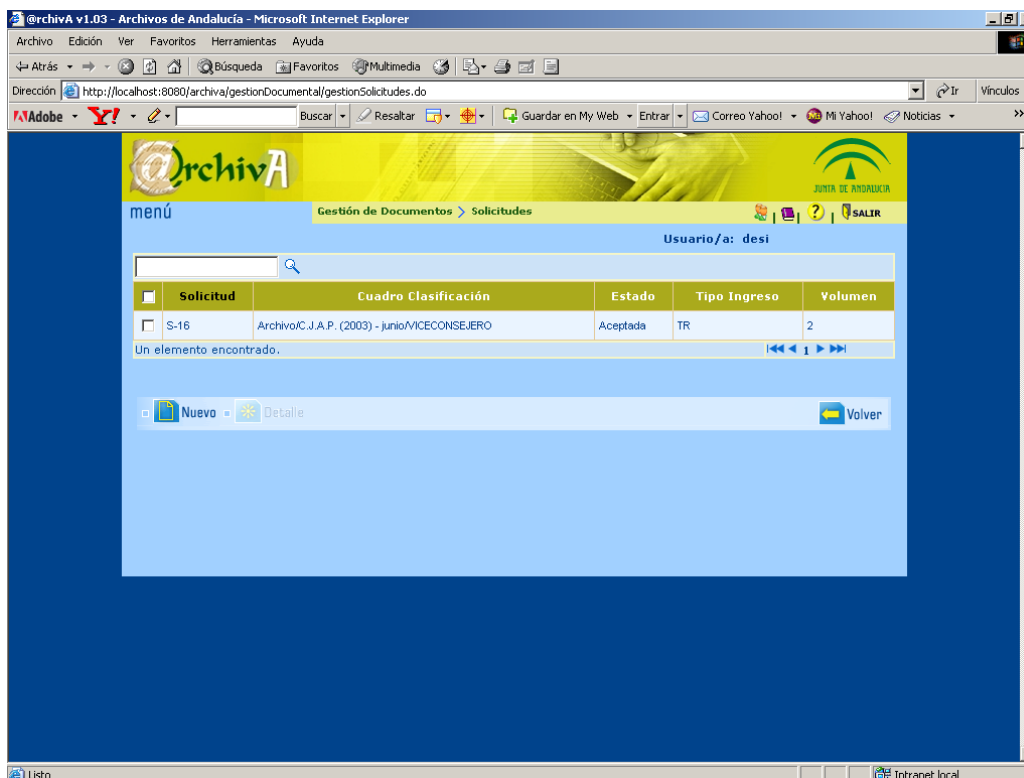 @rchivA v1.03 - Archivos de Andalucía - Microsoft Internet Explorer
Archivo Edición Ver Favoritos Herramientas Ayuda
Atrás Búsqueda Favoritos Multimedia
Dirección http://localhost:8080/archiva/gestionDocumental/gestionSolicitudes.do Ir Vínculos
Adobe Y! Buscar Resaltar Guardar en My Web Entrar Correo Yahoo! Mi Yahoo! Noticias »
@rchivA JUNTA DE ANDALUCIA
menú Gestión de Documentos > Solicitudes | | ? | SALIR
Usuario/a: desi
Solicitud Cuadro Clasificación Estado Tipo Ingreso Volumen
S-16 Archivo/C.J.A.P. (2003) - junio/VICECONSEJERO Aceptada TR 2
Un elemento encontrado. 1
Nuevo Detalle Volver
Listo Intranet local